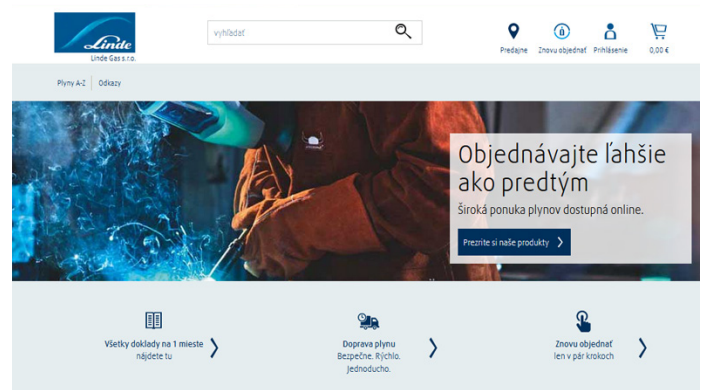 Linde
Linde Gas s.r.o.
vyhľadať
Predajne
Znovu objednať
Prihlásenie
0,00 €
Plyny A-Z
Odkazy
Objednávajte ľahšie
ako predtým
Široká ponuka plynov dostupná online.
Prezrite si naše produkty
Všetky doklady na 1 mieste
nájdete tu
Doprava plynu
Bezpečne. Rýchlo.
Jednoducho.
Znovu objednať
len v pár krokoch